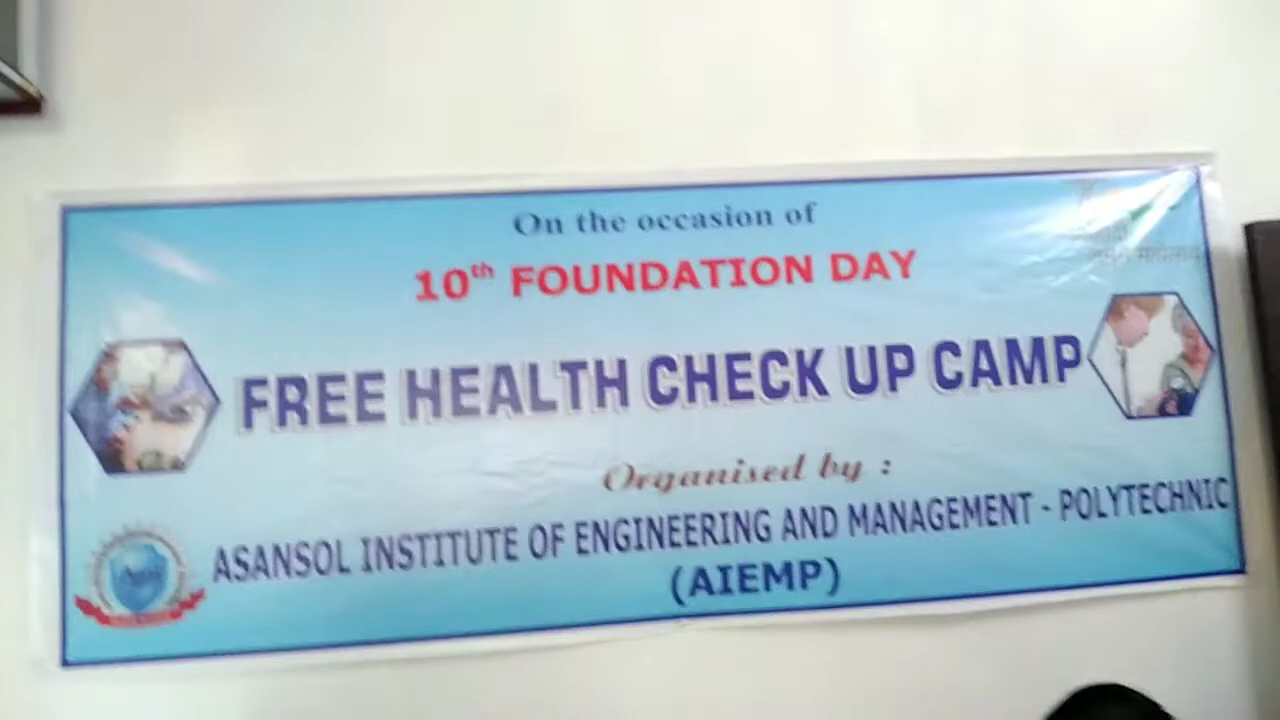 On the occasion of
10th FOUNDATION DAY
FREE HEALTH CHECK UP CAMP
Organised by :
ASANSOL INSTITUTE OF ENGINEERING AND MANAGEMENT - POLYTECHNIC
(AIEMP)